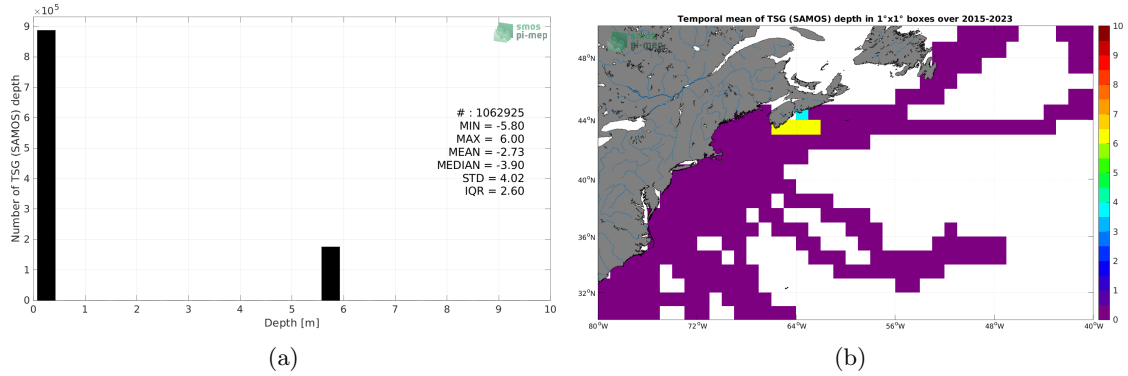 ×10⁵
9
8
7
6
5
4
3
2
1
0
Number of TSG (SAMOS) depth
smos
pi-mep
# : 1062925
MIN = -5.80
MAX = 6.00
MEAN = -2.73
MEDIAN = -3.90
STD = 4.02
IQR = 2.60
0 1 2 3 4 5 6 7 8 9 10
Depth [m]
(a)
Temporal mean of TSG (SAMOS) depth in 1°x1° boxes over 2015-2023
smos
pi-mep
48°N
44°N
40°N
36°N
32°N
80°W 72°W 64°W 56°W 48°W 40°W
10
9
8
7
6
5
4
3
2
1
0
(b)